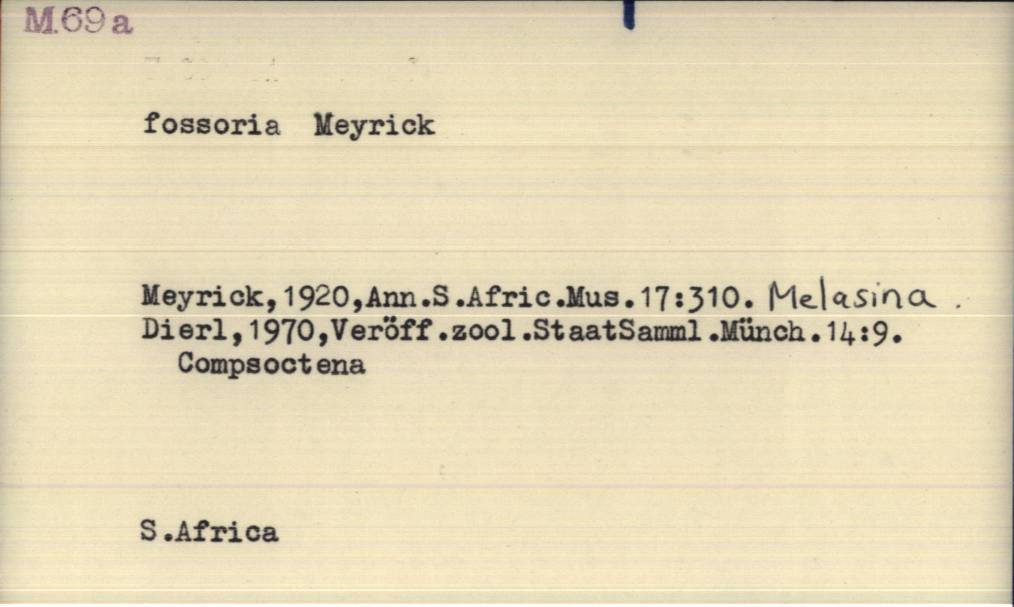 M.69a
fossoria Meyrick
Meyrick,1920,Ann.S.Afric.Mus.17:310. Melasina.
Dierl,1970,Veröff.zool.StaatSamml.Münch.14:9.
Compsoctena
S.Africa